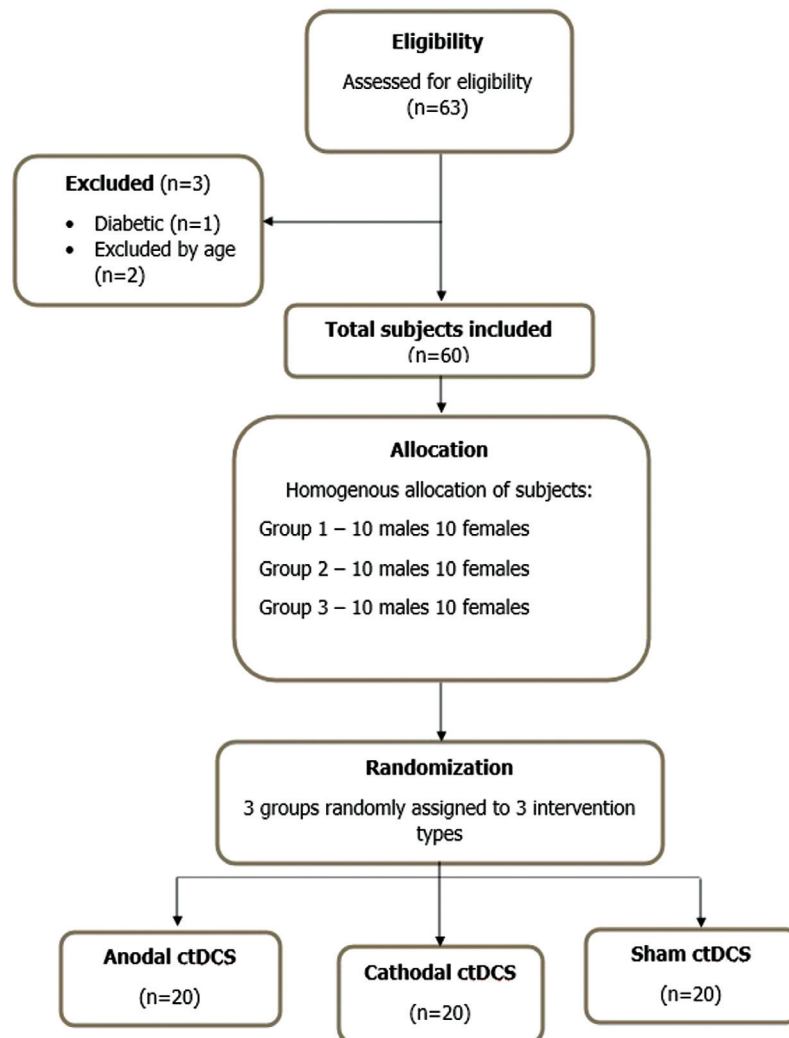 Eligibility
Assessed for eligibility
(n=63)
Excluded (n=3)
• Diabetic (n=1)
• Excluded by age
(n=2)
Total subjects included
(n=60)
Allocation
Homogenous allocation of subjects:
Group 1 – 10 males 10 females
Group 2 – 10 males 10 females
Group 3 – 10 males 10 females
Randomization
3 groups randomly assigned to 3 intervention
types
Anodal ctDCS
(n=20)
Cathodal ctDCS
(n=20)
Sham ctDCS
(n=20)